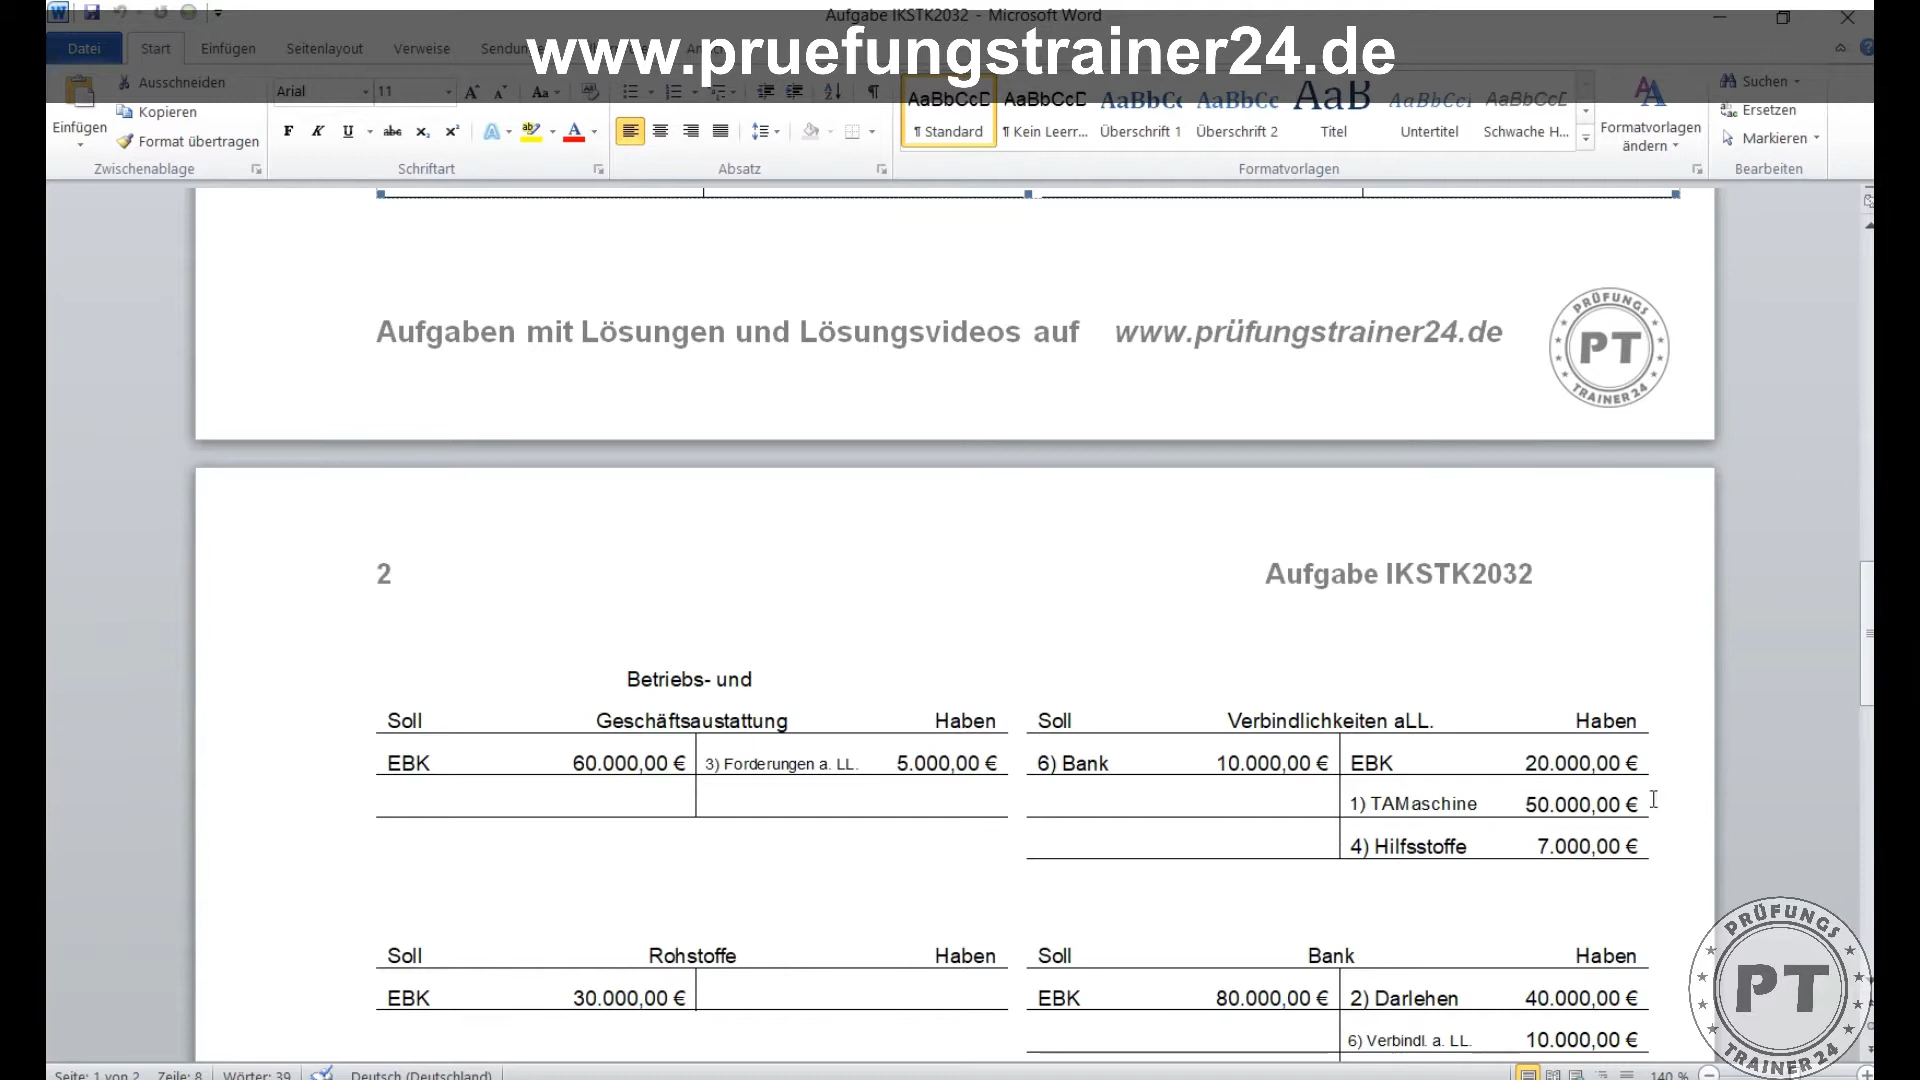 Aufgabe IKSTK2032 - Microsoft Word
www.pruefungstrainer24.de
Datei Start Einfügen Seitenlayout Verweise
Ausschneiden
Kopieren
Format übertragen
Einfügen
Zwischenablage
Arial 11
Schriftart
Absatz
AaBbCcD AaBbCcD AaBbCc AaBbCc AaB AaBbCcI AaBbCcD
¶ Standard ¶ Kein Leerr... Überschrift 1 Überschrift 2 Titel Untertitel Schwache H...
Formatvorlagen
ändern
Formatvorlagen
Suchen
Ersetzen
Markieren
Bearbeiten
Aufgaben mit Lösungen und Lösungsvideos auf www.prüfungstrainer24.de
PRÜFUNGS
PT
TRAINER24
2 Aufgabe IKSTK2032
Betriebs- und
Soll Geschäftsaustattung Haben
EBK 60.000,00 € 3) Forderungen a. LL. 5.000,00 €
Soll Verbindlichkeiten aLL. Haben
6) Bank 10.000,00 € EBK 20.000,00 €
1) TAMaschine 50.000,00 €
4) Hilfsstoffe 7.000,00 €
Soll Rohstoffe Haben
EBK 30.000,00 €
Soll Bank Haben
EBK 80.000,00 € 2) Darlehen 40.000,00 €
6) Verbindl. a. LL. 10.000,00 €
PRÜFUNGS
PT
TRAINER24
Seite: 1 von 2 Zeile: 8 Wörter: 39 Deutsch (Deutschland) 140 %